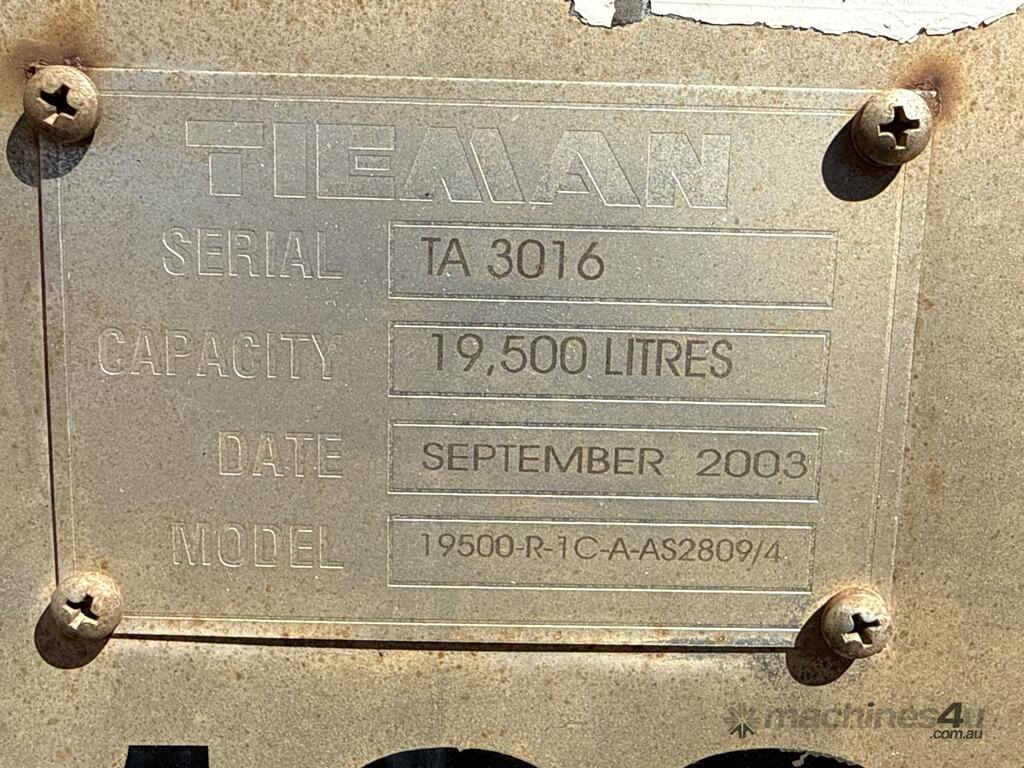 TIEMAN
SERIAL TA 3016
CAPACITY 19,500 LITRES
DATE SEPTEMBER 2003
MODEL 19500-R-1C-A-AS2809/4
machines4u
.com.au